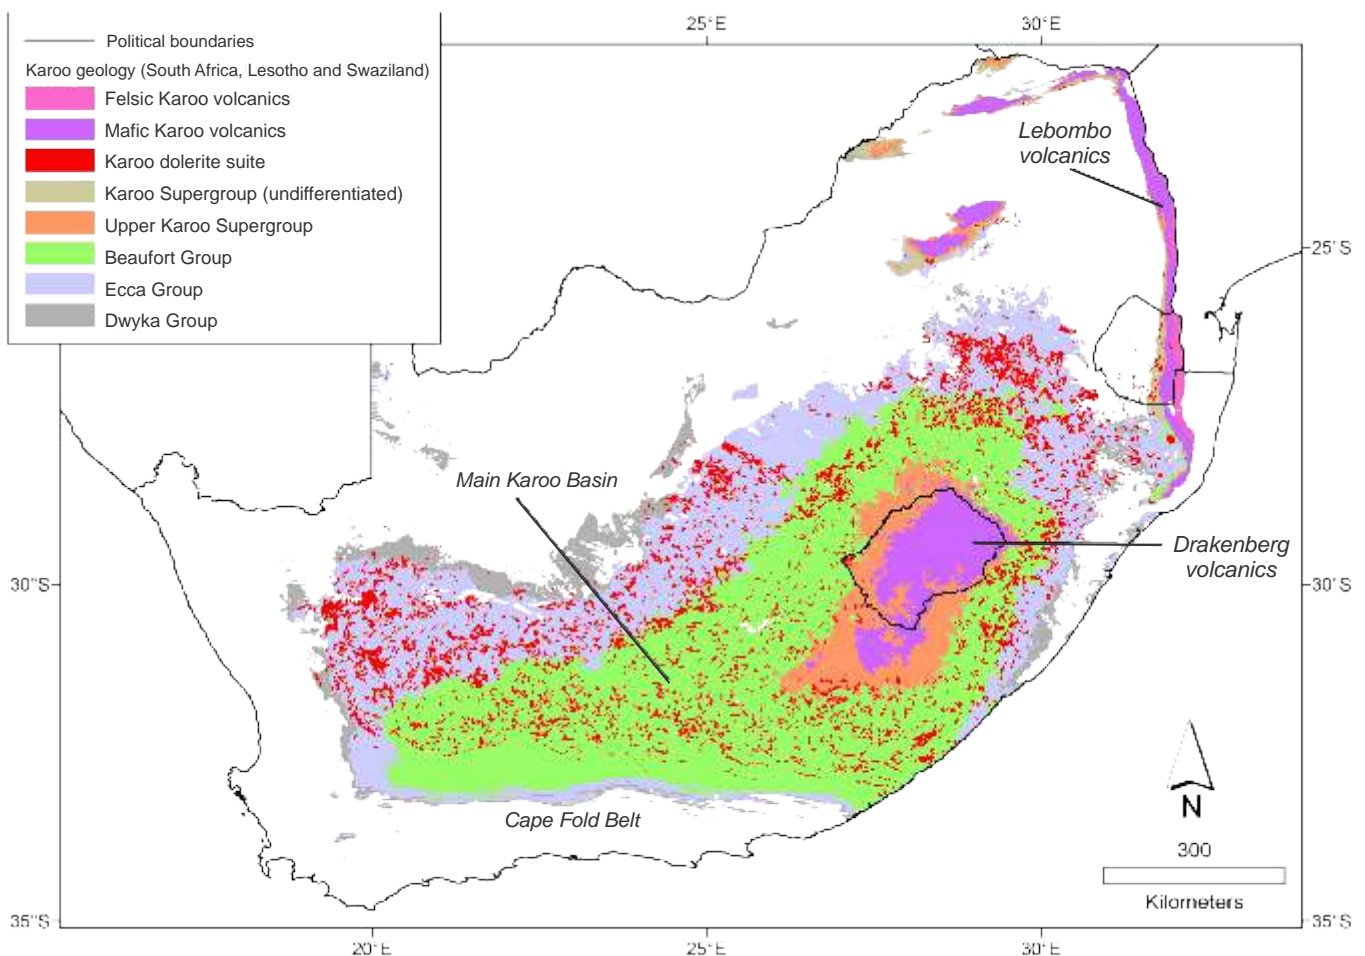 25°E 30°E
Political boundaries
Karoo geology (South Africa, Lesotho and Swaziland)
Felsic Karoo volcanics
Mafic Karoo volcanics
Karoo dolerite suite
Karoo Supergroup (undifferentiated)
Upper Karoo Supergroup
Beaufort Group
Ecca Group
Dwyka Group
Lebombo
volcanics
25°S
Main Karoo Basin
Drakenberg
volcanics
30°S 30°S
Cape Fold Belt
N
300
Kilometers
35°S 35°S
20°E 25°E 30°E